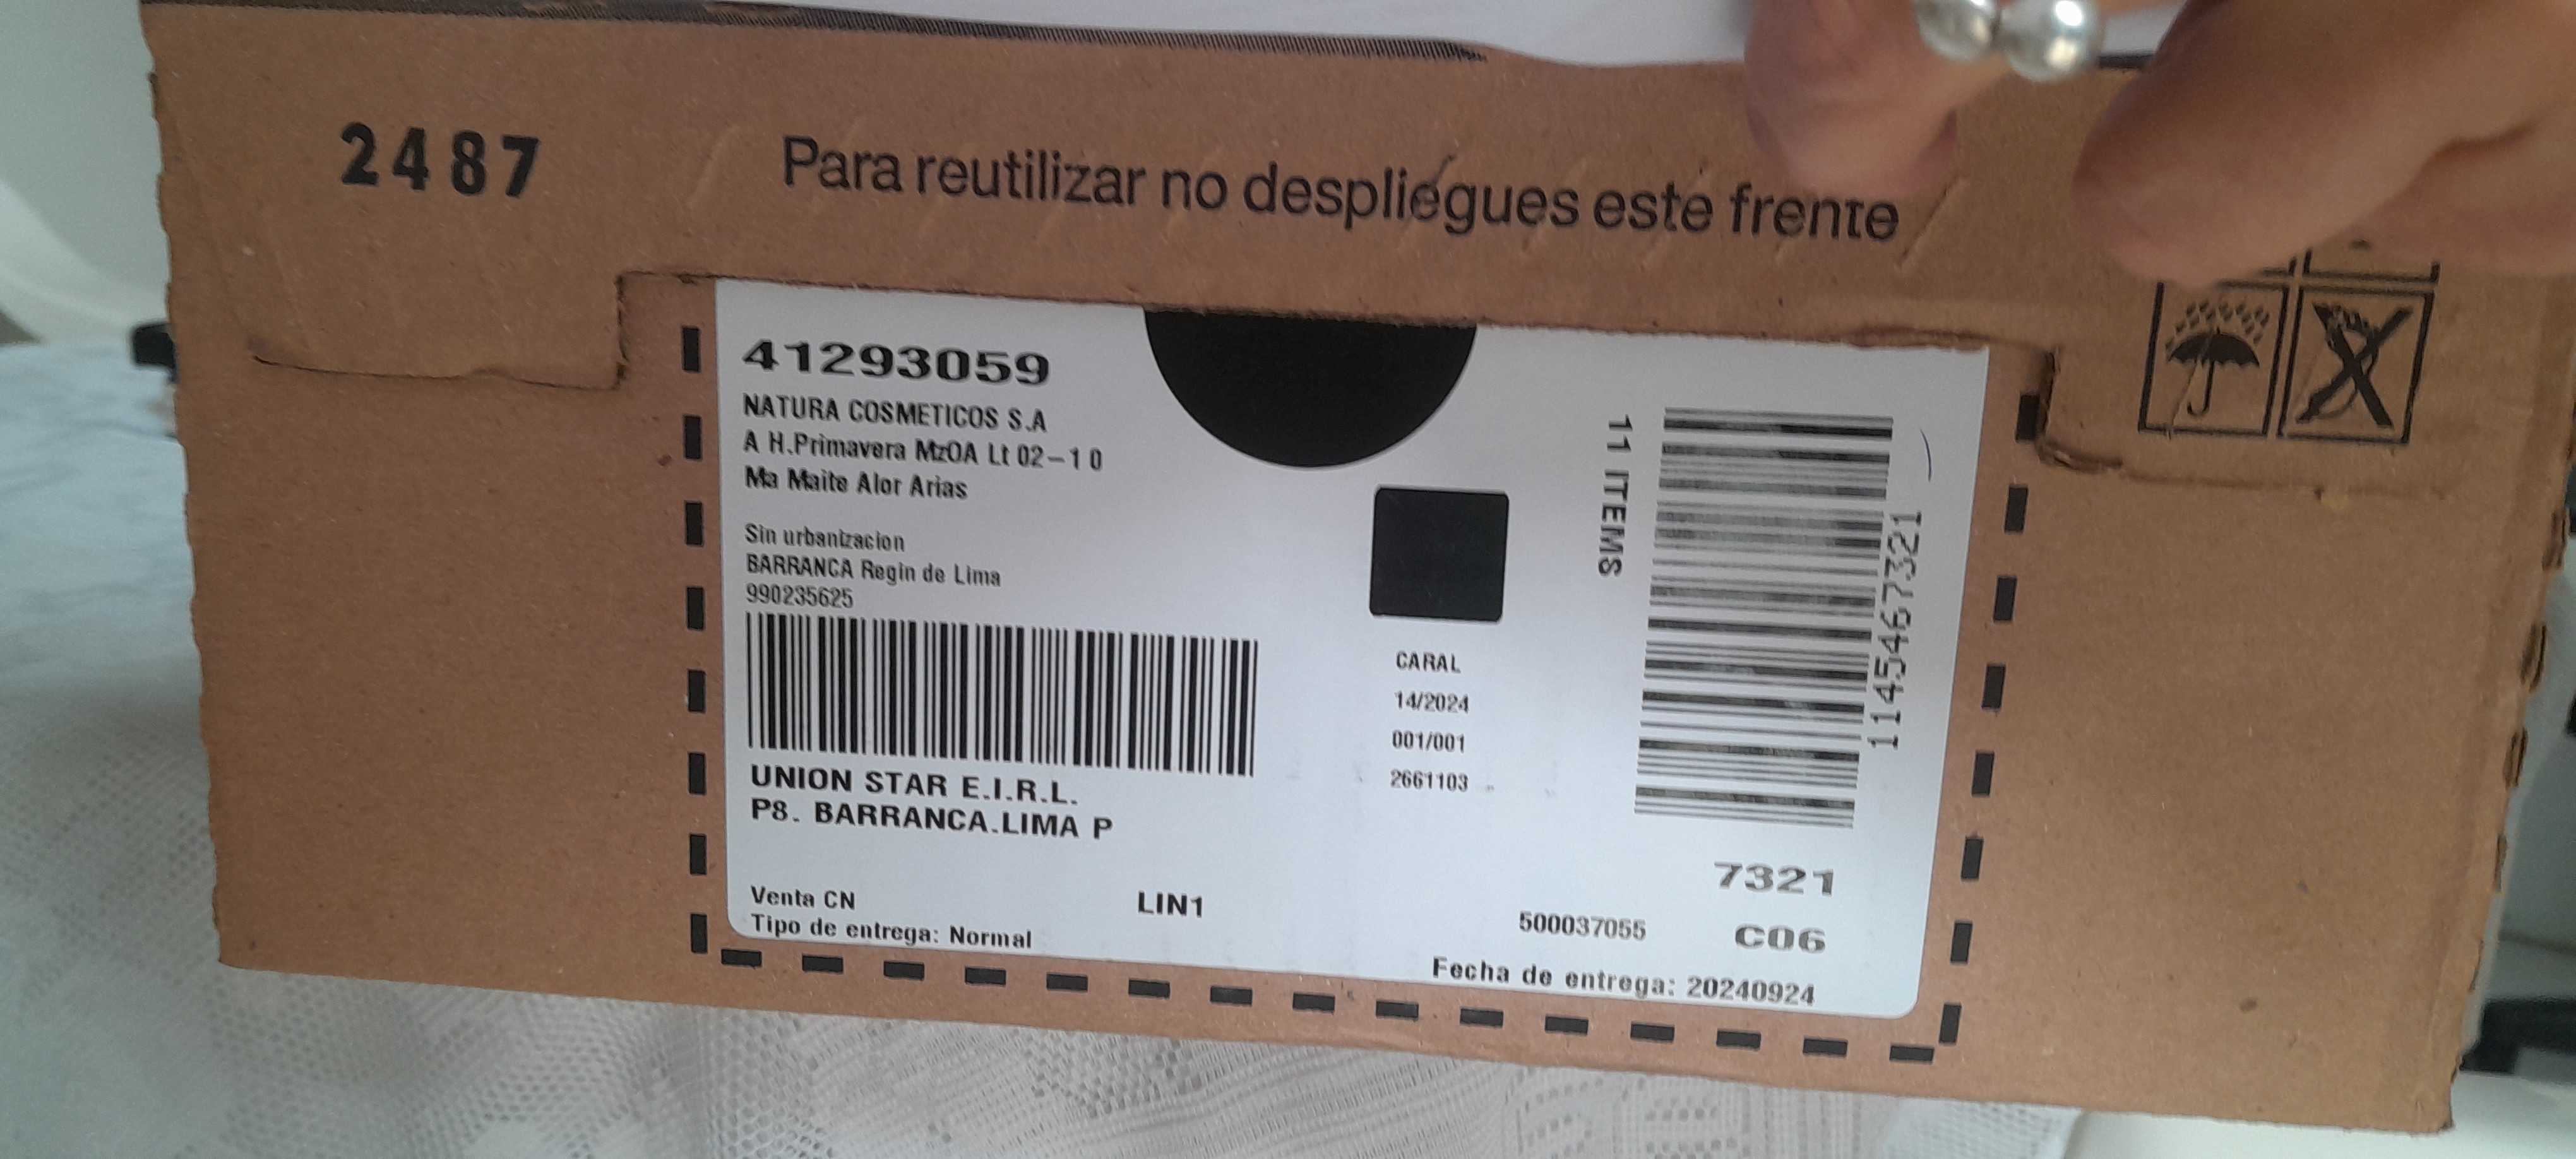 2487
Para reutilizar no despliegues este frente
41293059
NATURA COSMETICOS S.A
A H.Primavera MzOA Lt 02-1 0
Ma Maite Alor Arias
Sin urbanizacion
BARRANCA Regin de Lima
990235625
UNION STAR E.I.R.L.
P8. BARRANCA.LIMA P
Venta CN
LIN1
Tipo de entrega: Normal
CARAL
14/2024
001/001
2661103
11 ITEMS
1145467321
7321
500037055
C06
Fecha de entrega: 20240924